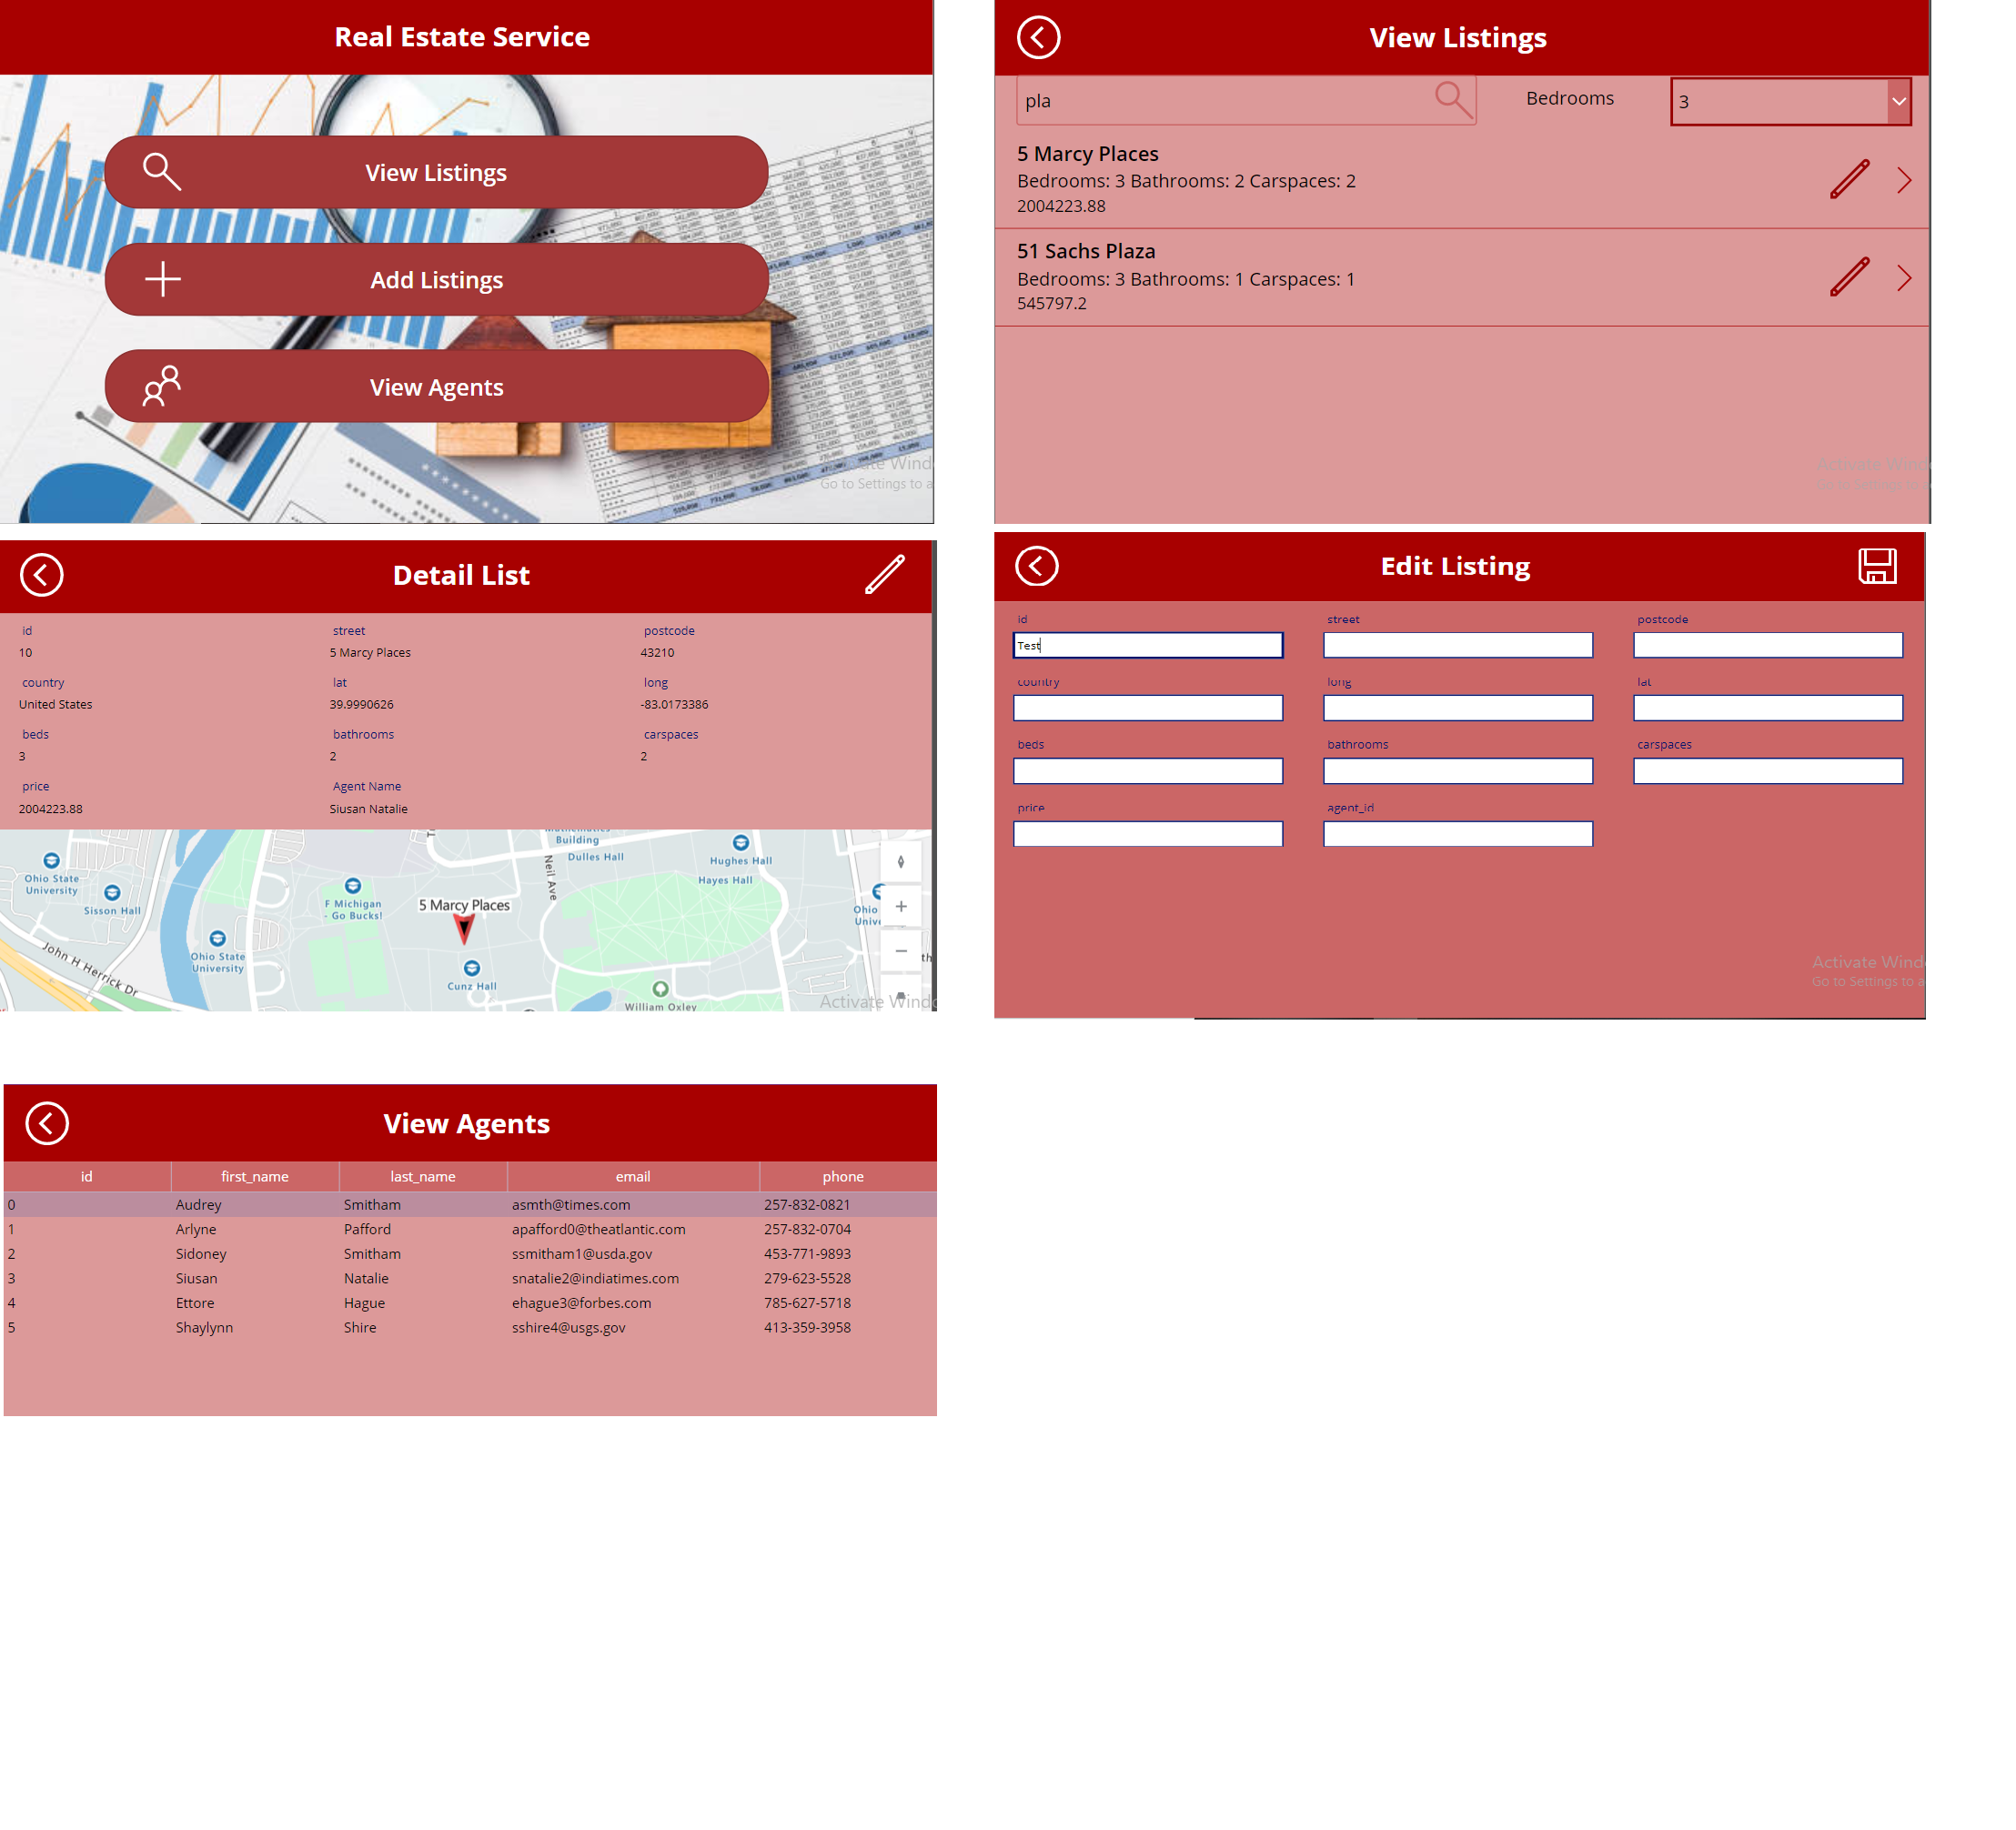 Real Estate Service
View Listings
Add Listings
View Agents
Go to Settings to a
View Listings
pla
Bedrooms
3
5 Marcy Places
Bedrooms: 3 Bathrooms: 2 Carspaces: 2
2004223.88
51 Sachs Plaza
Bedrooms: 3 Bathrooms: 1 Carspaces: 1
545797.2
Activate Wind
Detail List
id street postcode
10 5 Marcy Places 43210
country lat long
United States 39.9990626 -83.0173386
beds bathrooms carspaces
3 2 2
price Agent Name
2004223.88 Siusan Natalie
Building
Dulles Hall
Hughes Hall
Hayes Hall
Neil Ave
Ohio State
University
Sisson Hall
F Michigan
- Go Bucks!
5 Marcy Places
Ohio
Unive
John H Herrick Dr
Ohio State
University
Cunz Hall
William Oxley
Activate Windo
Edit Listing
id street postcode
Test
country long lat
beds bathrooms carspaces
price agent_id
Activate Wind
Go to Settings to a
View Agents
id first_name last_name email phone
0 Audrey Smitham asmth@times.com 257-832-0821
1 Arlyne Pafford apafford0@theatlantic.com 257-832-0704
2 Sidoney Smitham ssmitham1@usda.gov 453-771-9893
3 Siusan Natalie snatalie2@indiatimes.com 279-623-5528
4 Ettore Hague ehague3@forbes.com 785-627-5718
5 Shaylynn Shire sshire4@usgs.gov 413-359-3958